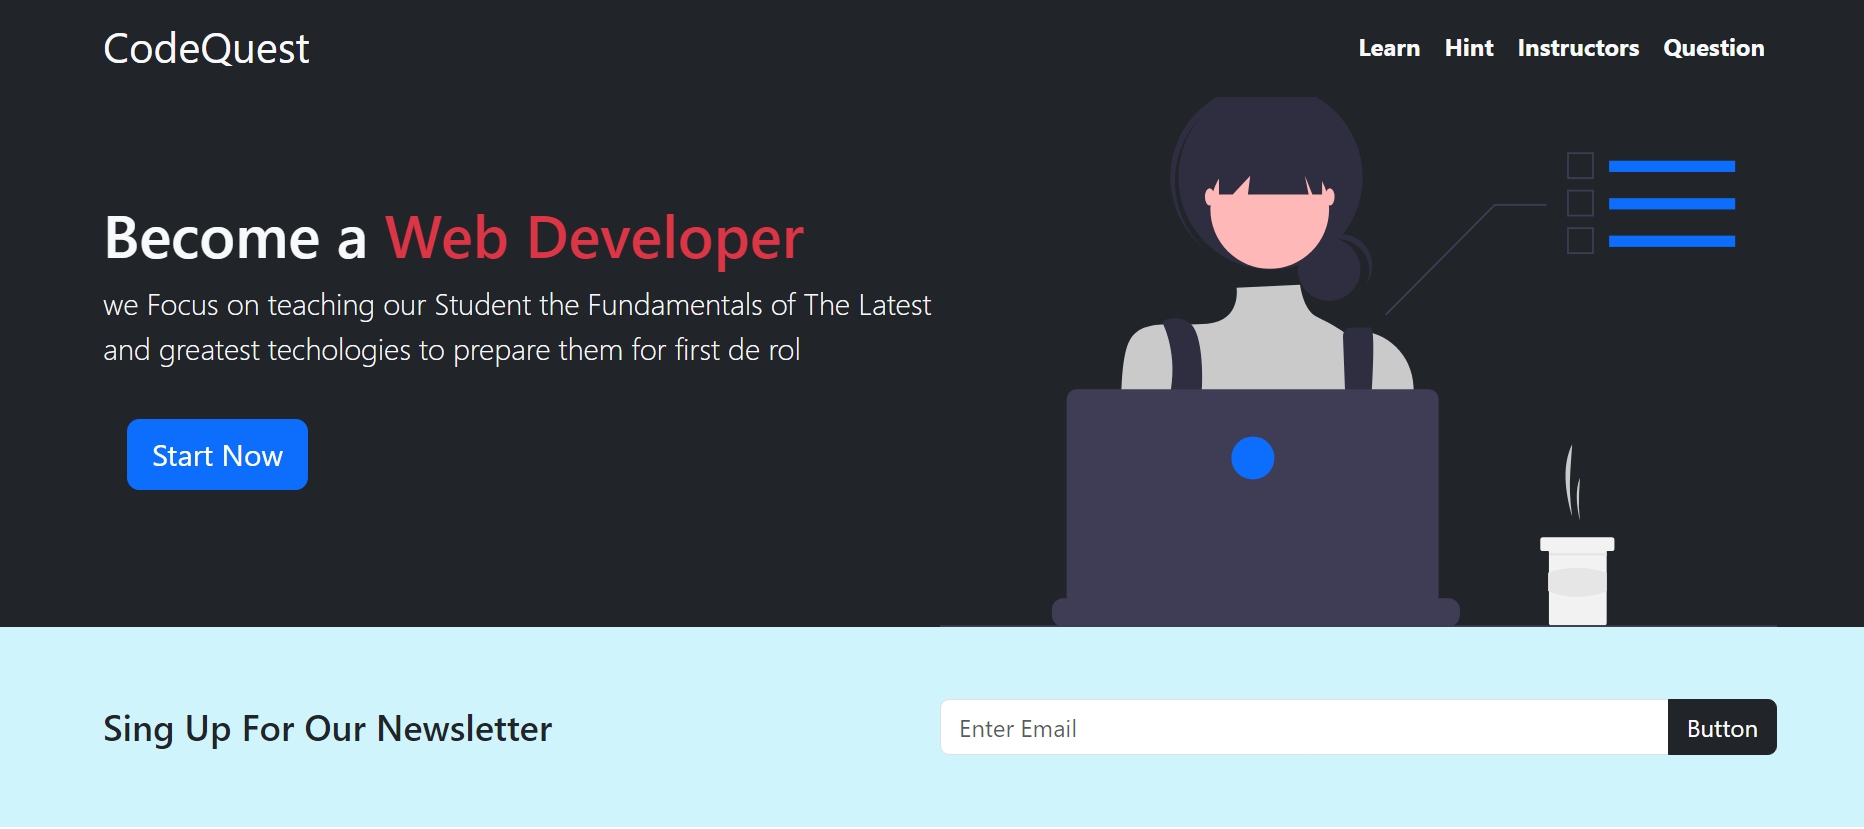 CodeQuest
Learn Hint Instructors Question
Become a Web Developer
we Focus on teaching our Student the Fundamentals of The Latest
and greatest techologies to prepare them for first de rol
Start Now
Sing Up For Our Newsletter
Enter Email
Button